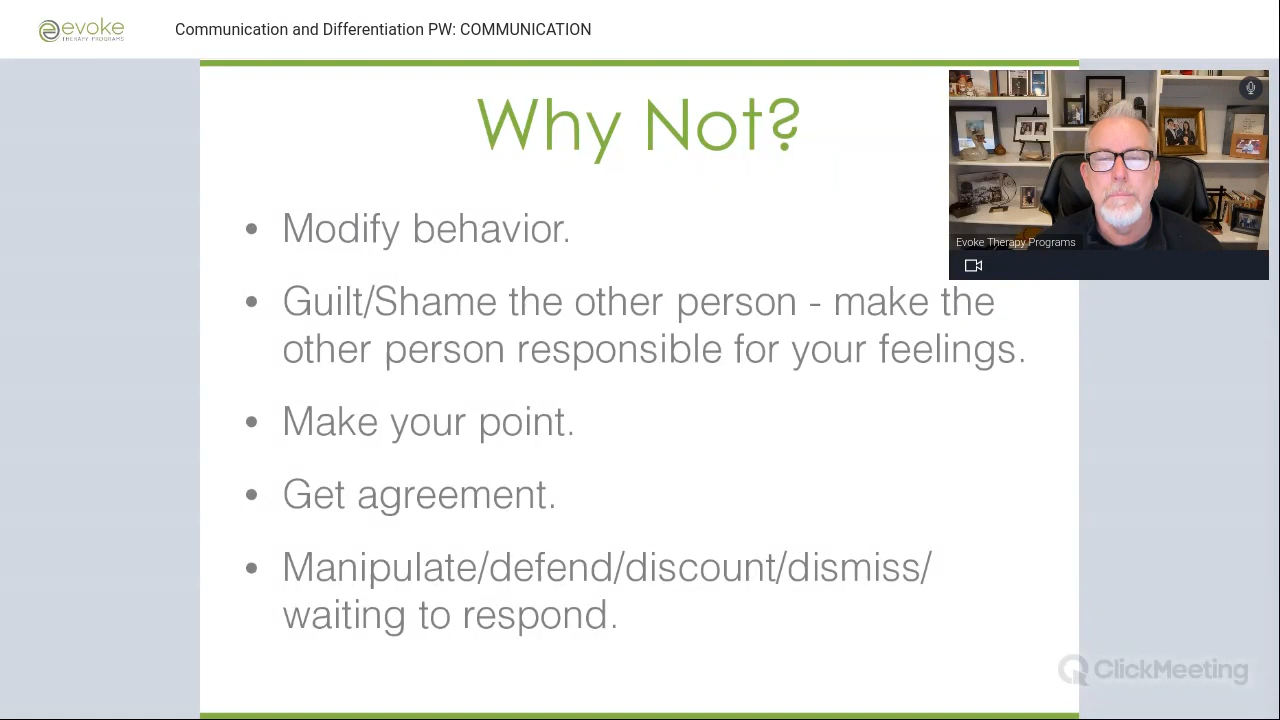 evoke
THERAPY PROGRAMS
Communication and Differentiation PW: COMMUNICATION
Why Not?
• Modify behavior.
• Guilt/Shame the other person - make the
other person responsible for your feelings.
• Make your point.
• Get agreement.
• Manipulate/defend/discount/dismiss/
waiting to respond.
Evoke Therapy Programs
ClickMeeting